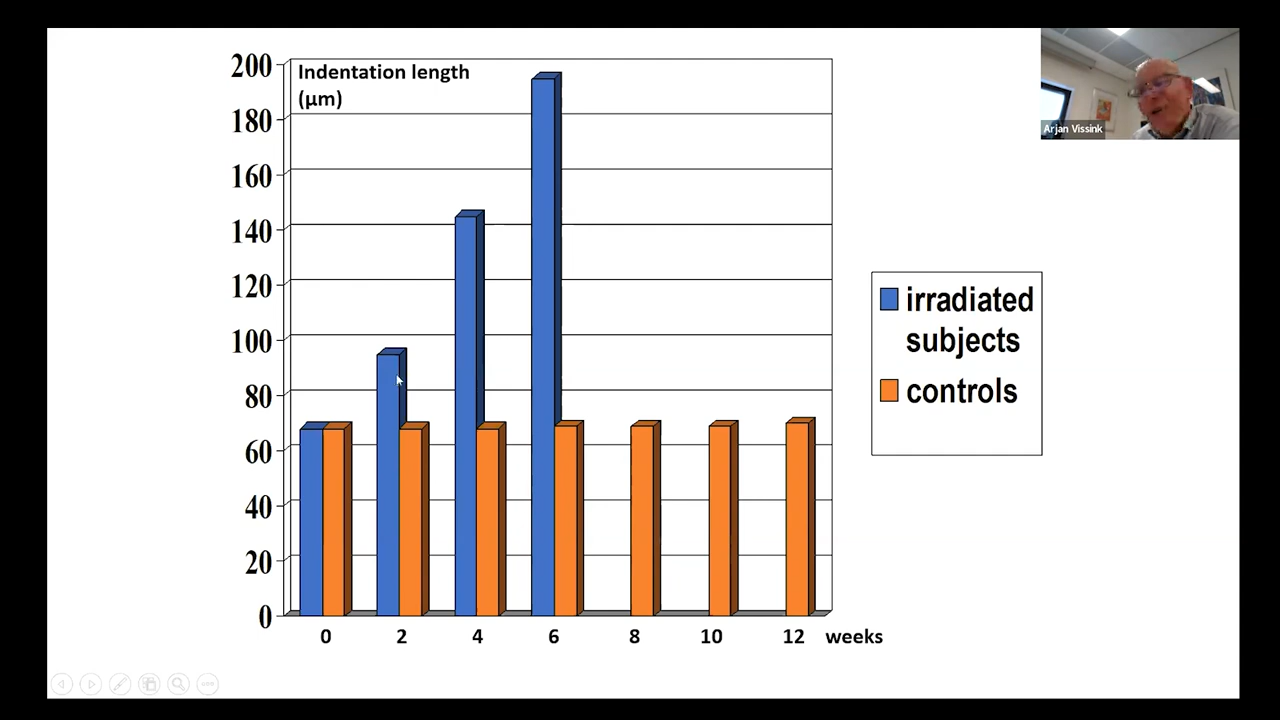 Indentation length
(µm)
200
180
160
140
120
100
80
60
40
20
0
0 2 4 6 8 10 12 weeks
irradiated
subjects
controls
Arjan Vissink